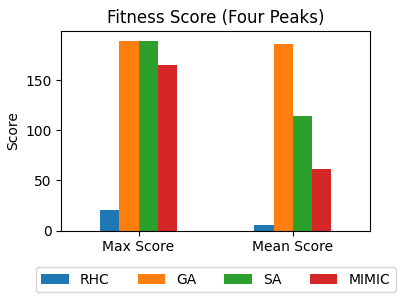 Fitness Score (Four Peaks)
Score
150
100
50
0
Max Score Mean Score
RHC GA SA MIMIC